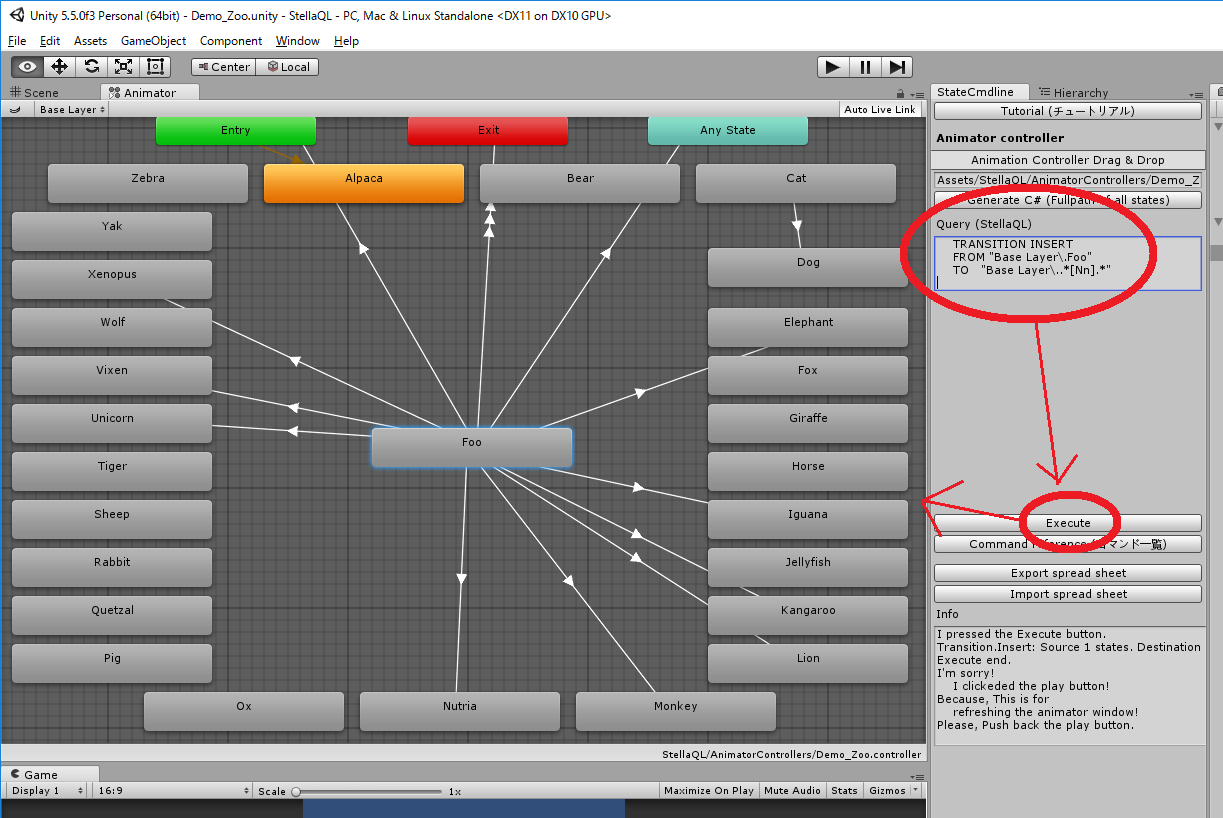 Unity 5.5.0f3 Personal (64bit) - Demo_Zoo.unity - StellaQL - PC, Mac & Linux Standalone <DX11 on DX10 GPU>
File Edit Assets GameObject Component Window Help
Center Local
Scene Animator
Base Layer Auto Live Link
Entry Exit Any State
Zebra Alpaca Bear Cat
Yak
Xenopus Dog
Wolf Elephant
Vixen Fox
Unicorn Giraffe
Foo
Tiger Horse
Sheep Iguana
Rabbit Jellyfish
Quetzal Kangaroo
Pig Lion
Ox Nutria Monkey
StellaQL/AnimatorControllers/Demo_Zoo.controller
Game
Display 1 16:9 Scale 1x Maximize On Play Mute Audio Stats Gizmos
StateCmdline Hierarchy
Tutorial (チュートリアル)
Animator controller
Animation Controller Drag & Drop
Assets/StellaQL/AnimatorControllers/Demo_Z
Generate C# (Fullpath of all states)
Query (StellaQL)
TRANSITION INSERT
FROM "Base Layer\.Foo"
TO "Base Layer\..*[Nn].*"
Execute
Command (コマンド一覧)
Export spread sheet
Import spread sheet
Info
I pressed the Execute button.
Transition.Insert: Source 1 states. Destination
Execute end.
I'm sorry!
I clickeded the play button!
Because, This is for
refreshing the animator window!
Please, Push back the play button.